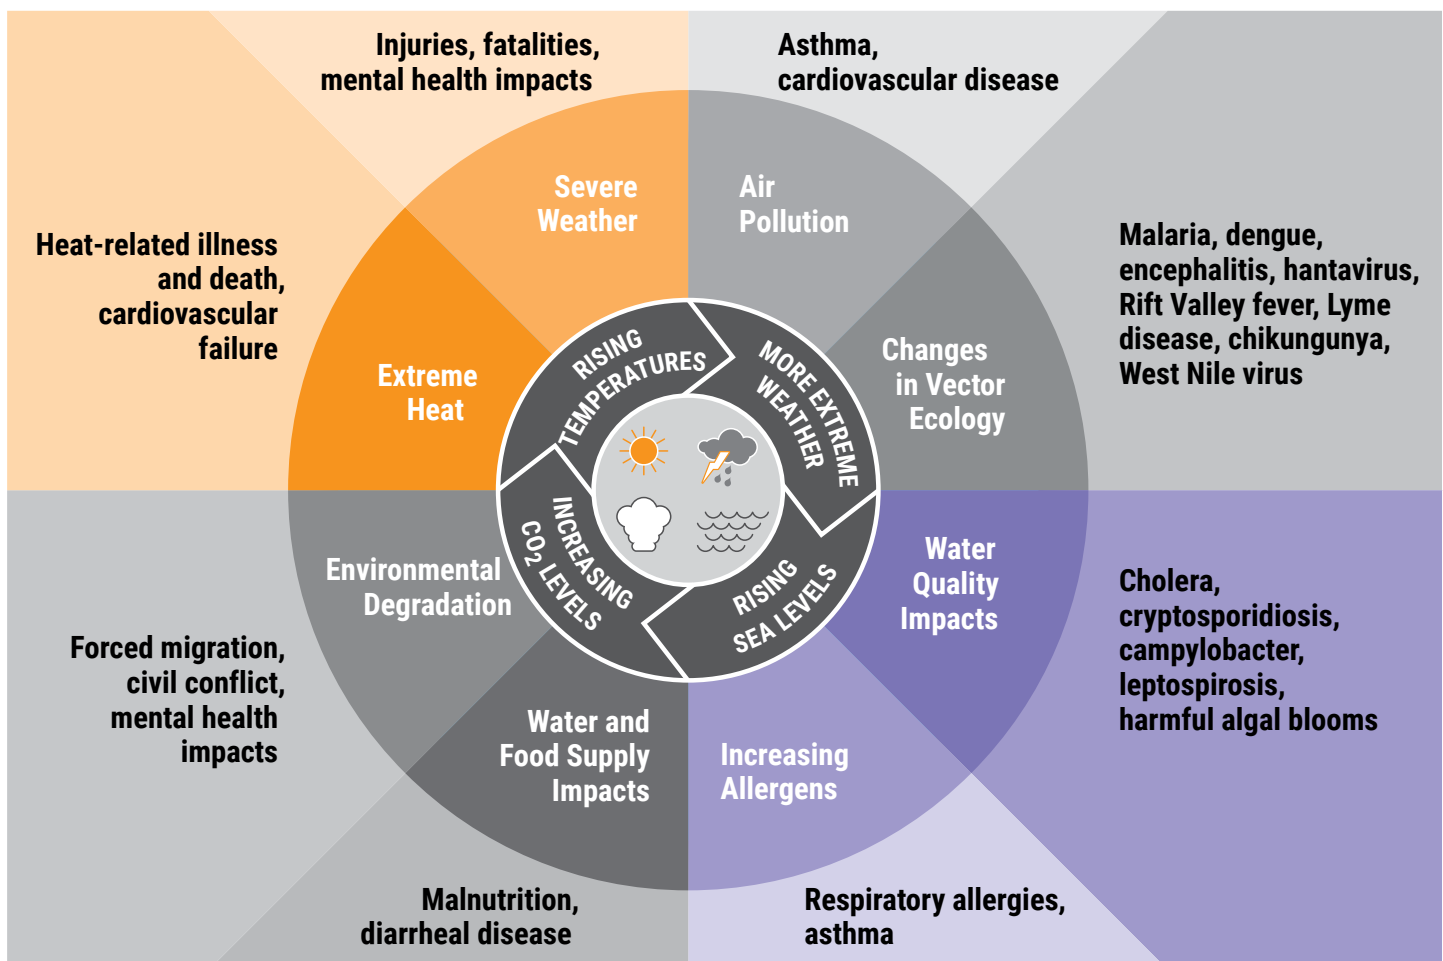 Injuries, fatalities,
mental health impacts
Asthma,
cardiovascular disease
Severe
Weather
Air
Pollution
Heat-related illness
and death,
cardiovascular
failure
Extreme
Heat
Changes
in Vector
Ecology
Malaria, dengue,
encephalitis, hantavirus,
Rift Valley fever, Lyme
disease, chikungunya,
West Nile virus
RISING
TEMPERATURES
MORE EXTREME
WEATHER
INCREASING
CO₂ LEVELS
RISING
SEA LEVELS
Environmental
Degradation
Water
Quality
Impacts
Forced migration,
civil conflict,
mental health
impacts
Cholera,
cryptosporidiosis,
campylobacter,
leptospirosis,
harmful algal blooms
Water and
Food Supply
Impacts
Increasing
Allergens
Malnutrition,
diarrheal disease
Respiratory allergies,
asthma